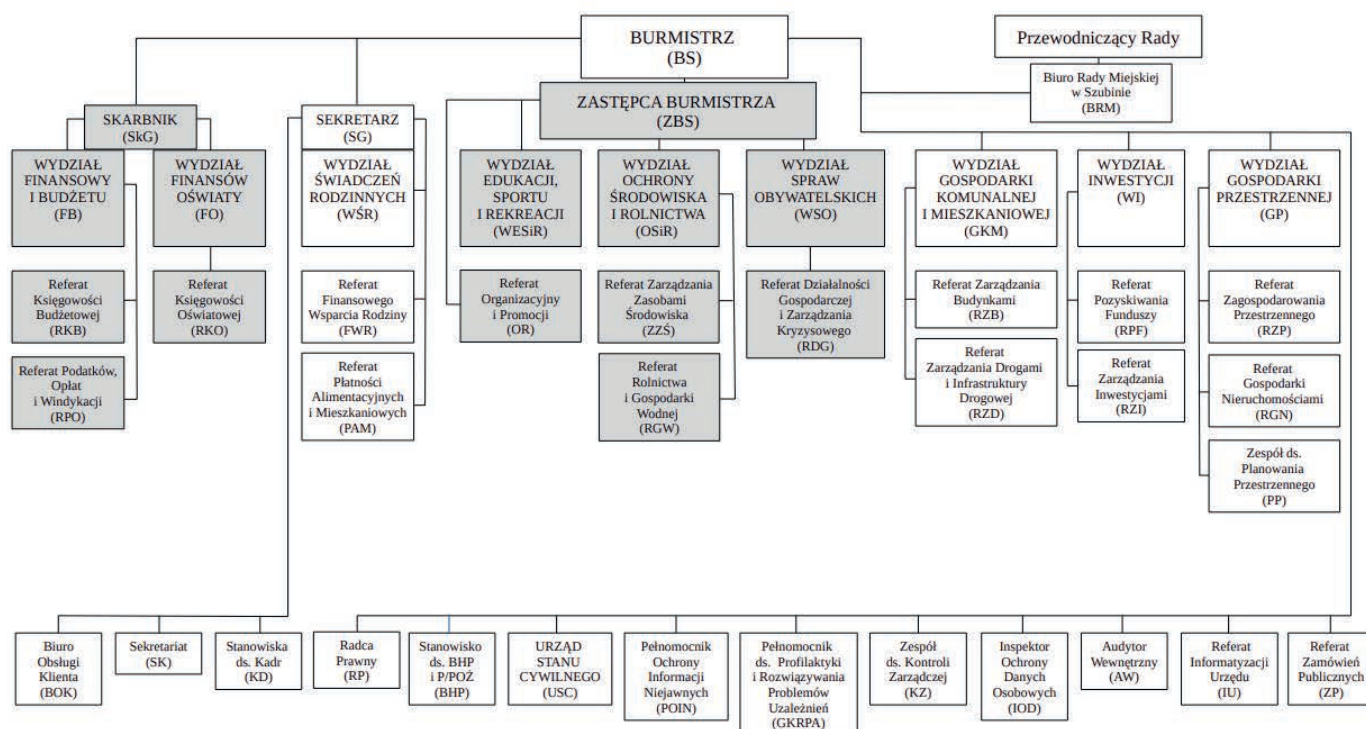 BURMISTRZ
(BS)
Przewodniczący Rady
Biuro Rady Miejskiej
w Szubinie
(BRM)
ZASTĘPCA BURMISTRZA
(ZBS)
SKARBNIK
(SkG)
SEKRETARZ
(SG)
WYDZIAŁ
FINANSOWY
I BUDŻETU
(FB)
WYDZIAŁ
FINANSÓW
OŚWIATY
(FO)
WYDZIAŁ
ŚWIADCZEŃ
RODZINNYCH
(WŚR)
WYDZIAŁ
EDUKACJI,
SPORTU
I REKREACJI
(WESiR)
WYDZIAŁ
OCHRONY
ŚRODOWISKA
I ROLNICTWA
(OSiR)
WYDZIAŁ
SPRAW
OBYWATELSKICH
(WSO)
WYDZIAŁ
GOSPODARKI
KOMUNALNEJ
I MIESZKANIOWEJ
(GKM)
WYDZIAŁ
INWESTYCJI
(WI)
WYDZIAŁ
GOSPODARKI
PRZESTRZENNEJ
(GP)
Referat
Księgowości
Budżetowej
(RKB)
Referat
Księgowości
Oświatowej
(RKO)
Referat
Finansowego
Wsparcia Rodziny
(FWR)
Referat
Organizacyjny
i Promocji
(OR)
Referat Zarządzania
Zasobami
Środowiska
(ZZŚ)
Referat Działalności
Gospodarczej
i Zarządzania
Kryzysowego
(RDG)
Referat Zarządzania
Budynkami
(RZB)
Referat
Pozyskiwania
Funduszy
(RPF)
Referat
Zagospodarowania
Przestrzennego
(RZP)
Referat Podatków,
Opłat
i Windykacji
(RPO)
Referat
Płatności
Alimentacyjnych
i Mieszkaniowych
(PAM)
Referat
Rolnictwa
i Gospodarki
Wodnej
(RGW)
Referat
Zarządzania Drogami
i Infrastruktury
Drogowej
(RZD)
Referat
Zarządzania
Inwestycjami
(RZI)
Referat
Gospodarki
Nieruchomościami
(RGN)
Zespół ds.
Planowania
Przestrzennego
(PP)
Biuro
Obsługi
Klienta
(BOK)
Sekretariat
(SK)
Stanowiska
ds. Kadr
(KD)
Radca
Prawny
(RP)
Stanowisko
ds. BHP
i P/POŻ
(BHP)
URZĄD
STANU
CYWILNEGO
(USC)
Pełnomocnik
Ochrony
Informacji
Niejawnych
(POIN)
Pełnomocnik
ds. Profilaktyki
i Rozwiązywania
Problemów
Uzależnień
(GKRPA)
Zespół
ds. Kontroli
Zarządczej
(KZ)
Inspektor
Ochrony
Danych
Osobowych
(IOD)
Audytor
Wewnętrzny
(AW)
Referat
Informatyzacji
Urzędu
(IU)
Referat
Zamówień
Publicznych
(ZP)